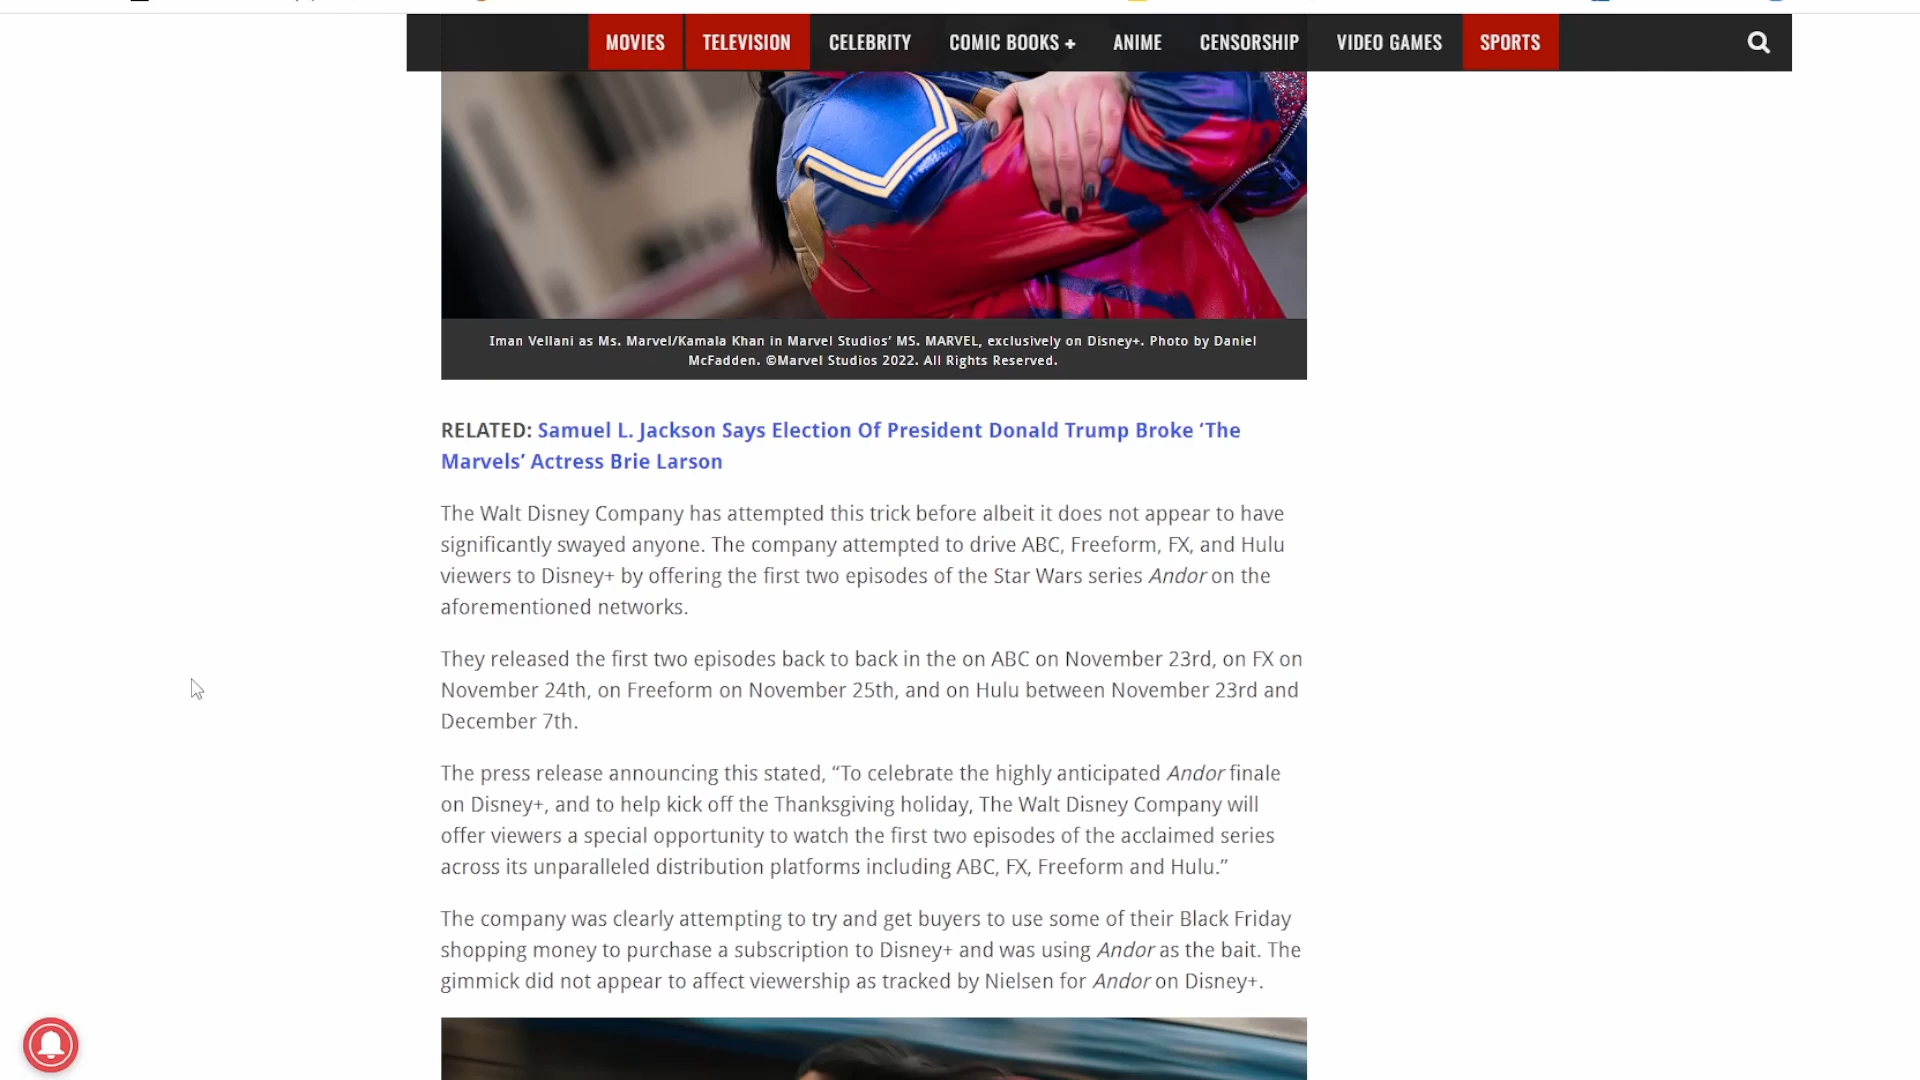 MOVIES TELEVISION CELEBRITY COMIC BOOKS + ANIME CENSORSHIP VIDEO GAMES SPORTS
Iman Vellani as Ms. Marvel/Kamala Khan in Marvel Studios’ MS. MARVEL, exclusively on Disney+. Photo by Daniel
McFadden. ©Marvel Studios 2022. All Rights Reserved.
RELATED: Samuel L. Jackson Says Election Of President Donald Trump Broke ‘The
Marvels’ Actress Brie Larson
The Walt Disney Company has attempted this trick before albeit it does not appear to have
significantly swayed anyone. The company attempted to drive ABC, Freeform, FX, and Hulu
viewers to Disney+ by offering the first two episodes of the Star Wars series Andor on the
aforementioned networks.
They released the first two episodes back to back in the on ABC on November 23rd, on FX on
November 24th, on Freeform on November 25th, and on Hulu between November 23rd and
December 7th.
The press release announcing this stated, “To celebrate the highly anticipated Andor finale
on Disney+, and to help kick off the Thanksgiving holiday, The Walt Disney Company will
offer viewers a special opportunity to watch the first two episodes of the acclaimed series
across its unparalleled distribution platforms including ABC, FX, Freeform and Hulu.”
The company was clearly attempting to try and get buyers to use some of their Black Friday
shopping money to purchase a subscription to Disney+ and was using Andor as the bait. The
gimmick did not appear to affect viewership as tracked by Nielsen for Andor on Disney+.